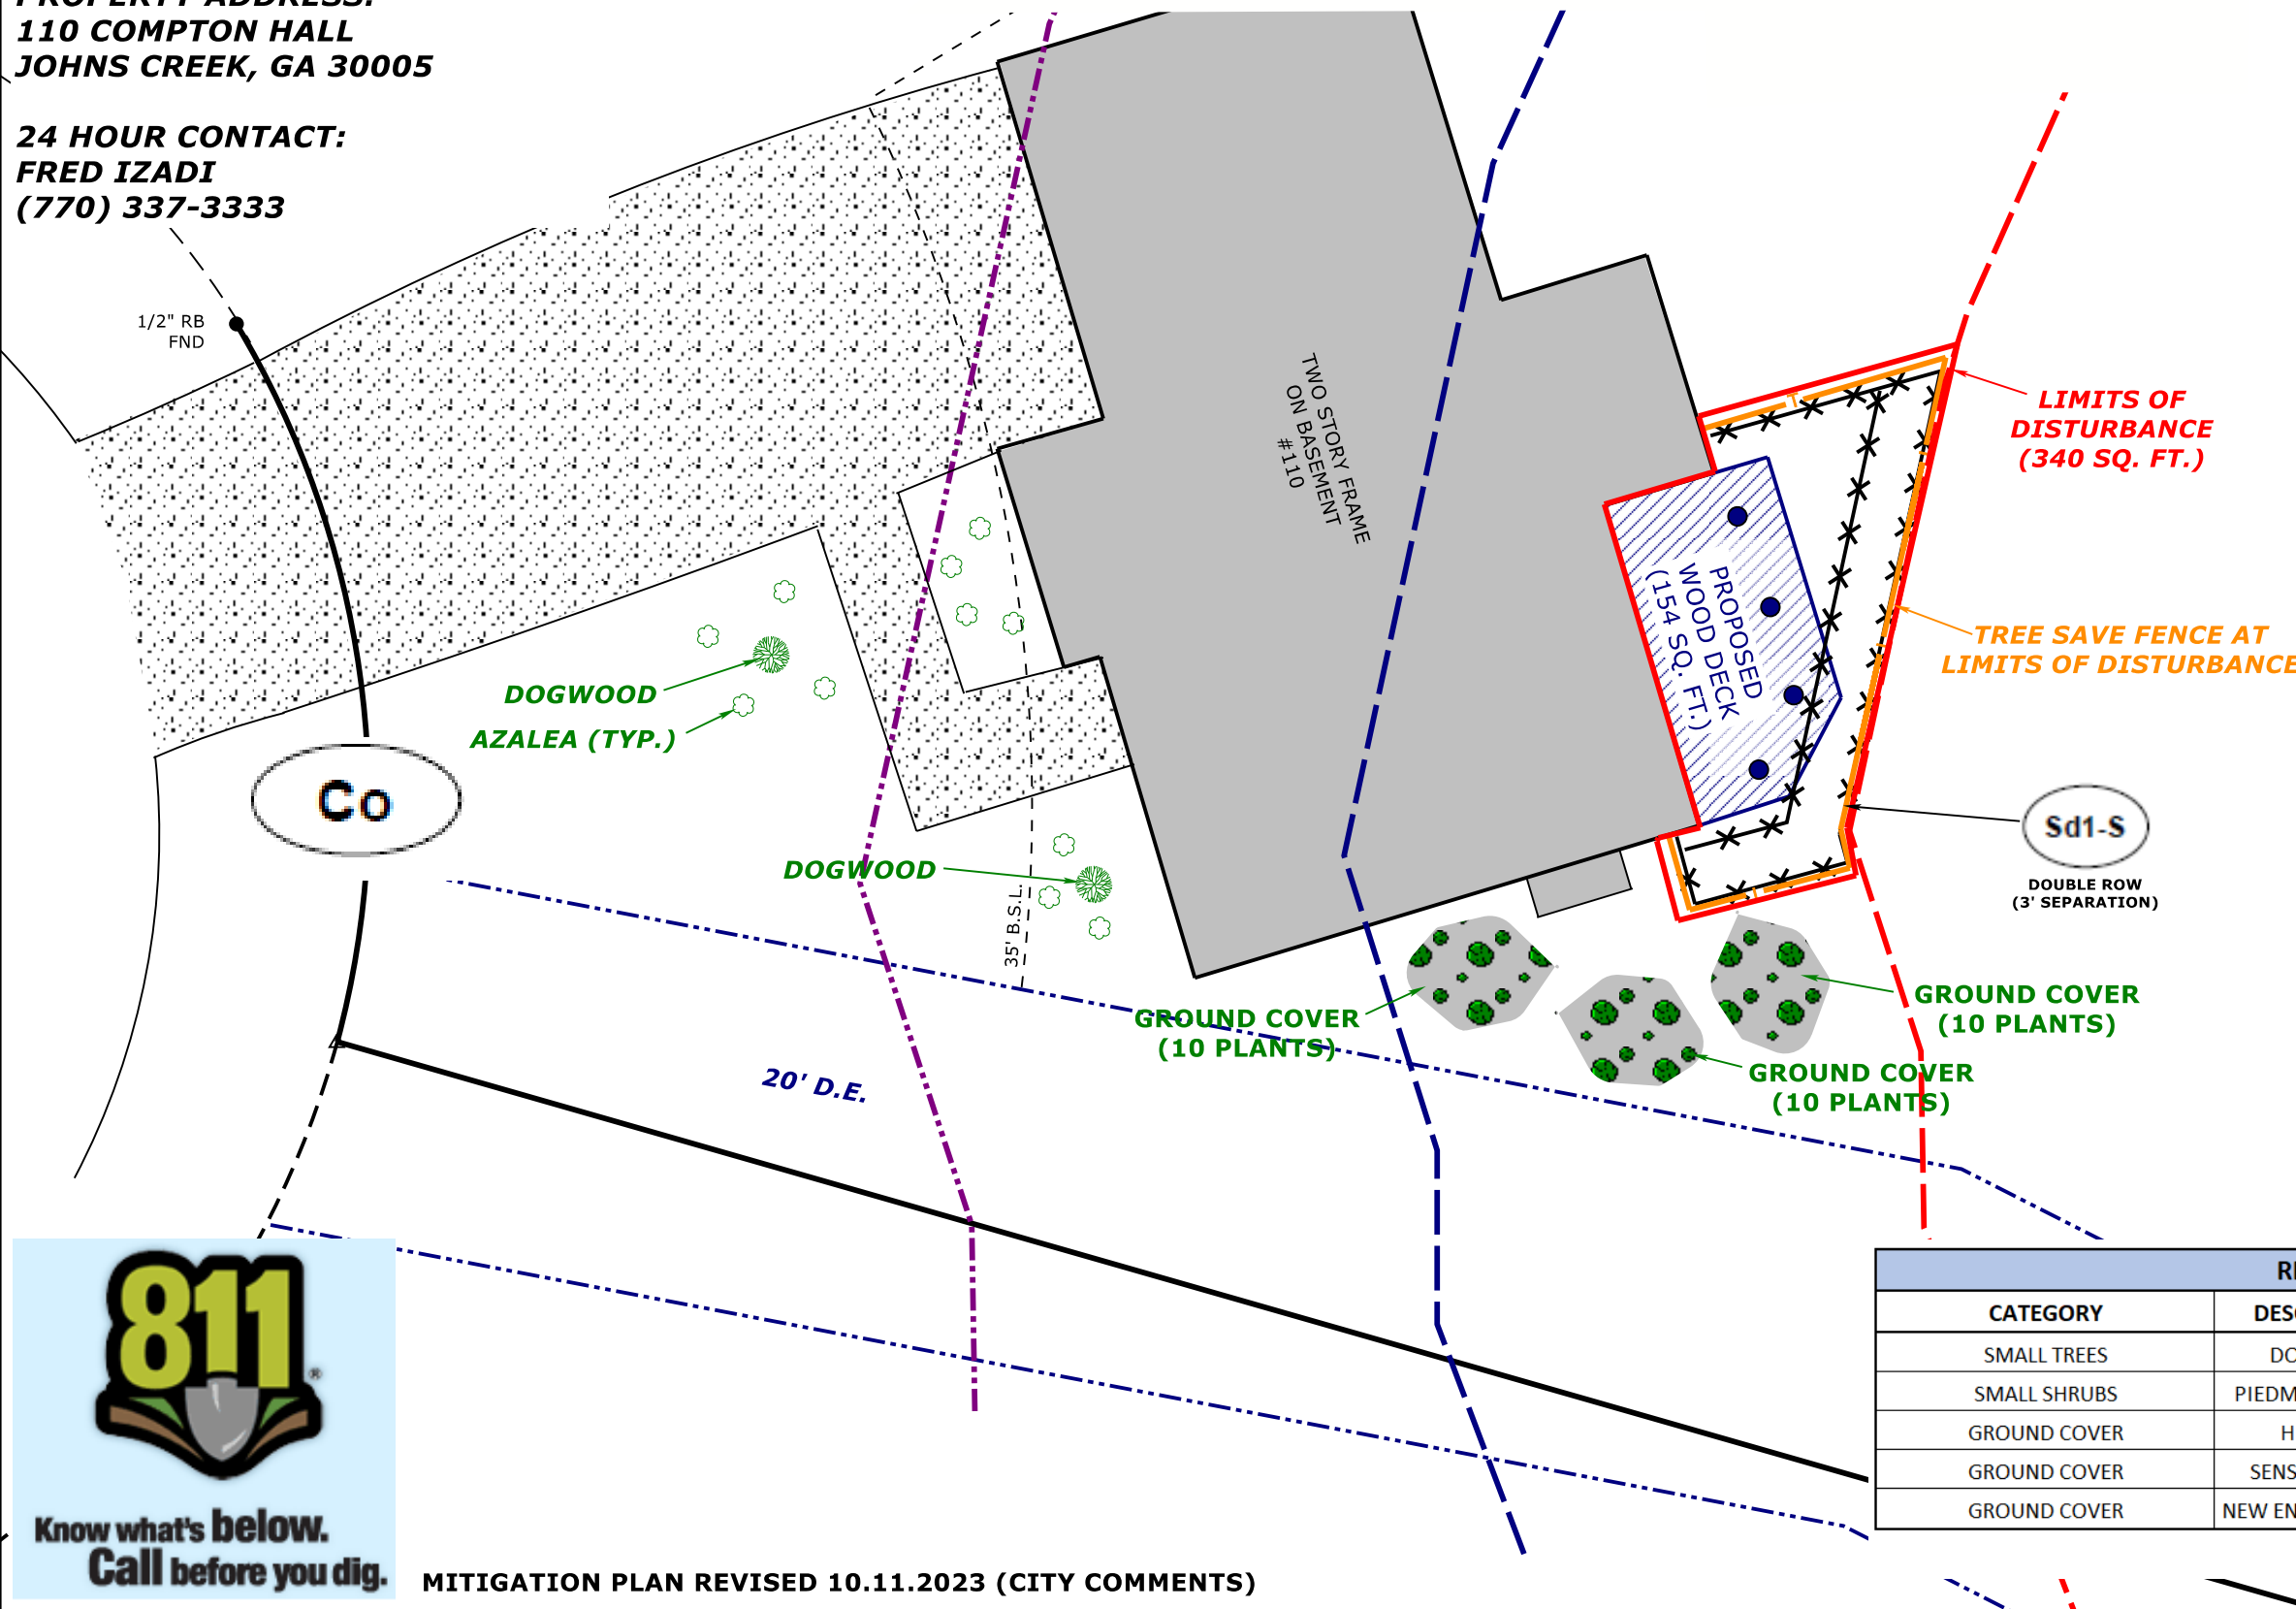 PROPERTY ADDRESS:
110 COMPTON HALL
JOHNS CREEK, GA 30005
24 HOUR CONTACT:
FRED IZADI
(770) 337-3333
1/2" RB
FND
TWO STORY FRAME
ON BASEMENT
#110
LIMITS OF
DISTURBANCE
(340 SQ. FT.)
PROPOSED
WOOD DECK
(154 SQ. FT.)
T
TREE SAVE FENCE AT
LIMITS OF DISTURBANCE
DOGWOOD
AZALEA (TYP.)
Co
Sd1-S
DOUBLE ROW
(3' SEPARATION)
DOGWOOD
35' B.S.L.
GROUND COVER
(10 PLANTS)
GROUND COVER
(10 PLANTS)
GROUND COVER
(10 PLANTS)
20' D.E.
811
®
Know what's below.
Call before you dig.
CATEGORY
SMALL TREES
SMALL SHRUBS
GROUND COVER
GROUND COVER
GROUND COVER NEW EN
MITIGATION PLAN REVISED 10.11.2023 (CITY COMMENTS)